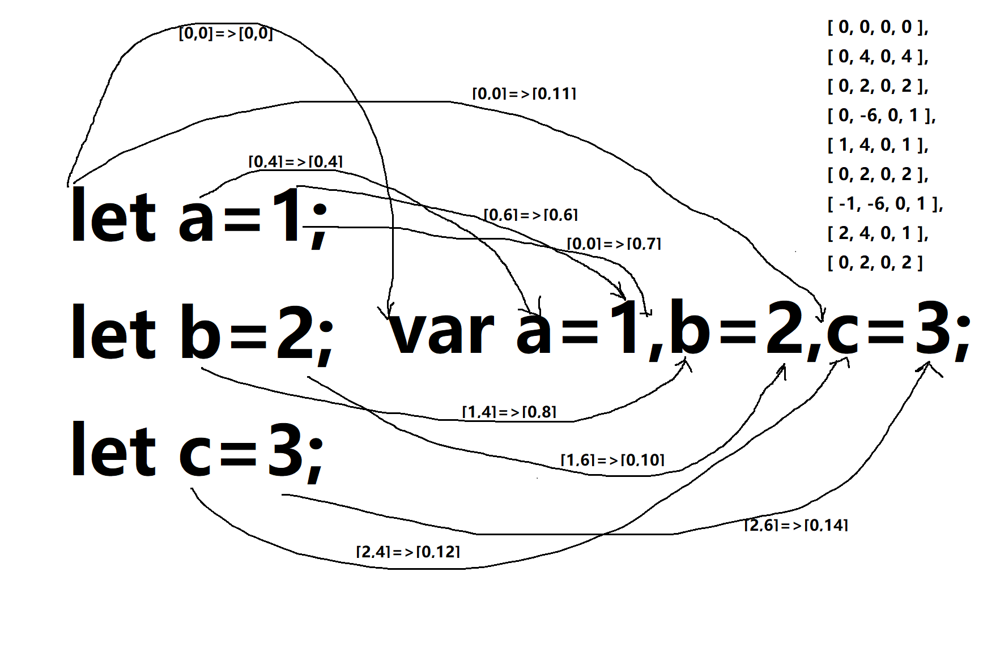 [0,0]=>[0,0]
[0,0]=>[0,11]
[0,4]=>[0,4]
[0,6]=>[0,6]
[0,0]=>[0,7]
let a=1;
let b=2;
let c=3;
var a=1,b=2,c=3;
[1,4]=>[0,8]
[1,6]=>[0,10]
[2,6]=>[0,14]
[2,4]=>[0,12]
[ 0, 0, 0, 0 ],
[ 0, 4, 0, 4 ],
[ 0, 2, 0, 2 ],
[ 0, -6, 0, 1 ],
[ 1, 4, 0, 1 ],
[ 0, 2, 0, 2 ],
[ -1, -6, 0, 1 ],
[ 2, 4, 0, 1 ],
[ 0, 2, 0, 2 ]